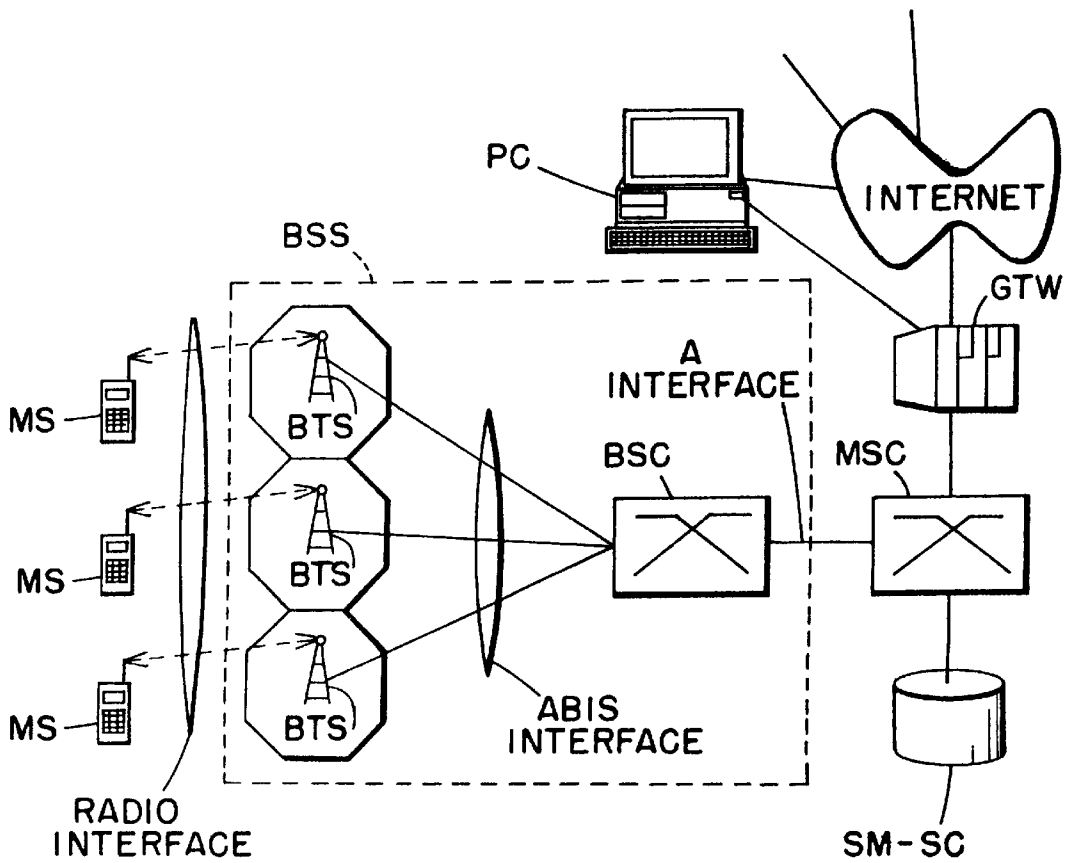 PC
INTERNET
BSS
GTW
A
INTERFACE
MS
BTS
BSC
MSC
MS
BTS
MS
BTS
ABIS
INTERFACE
RADIO
INTERFACE
SM-SC